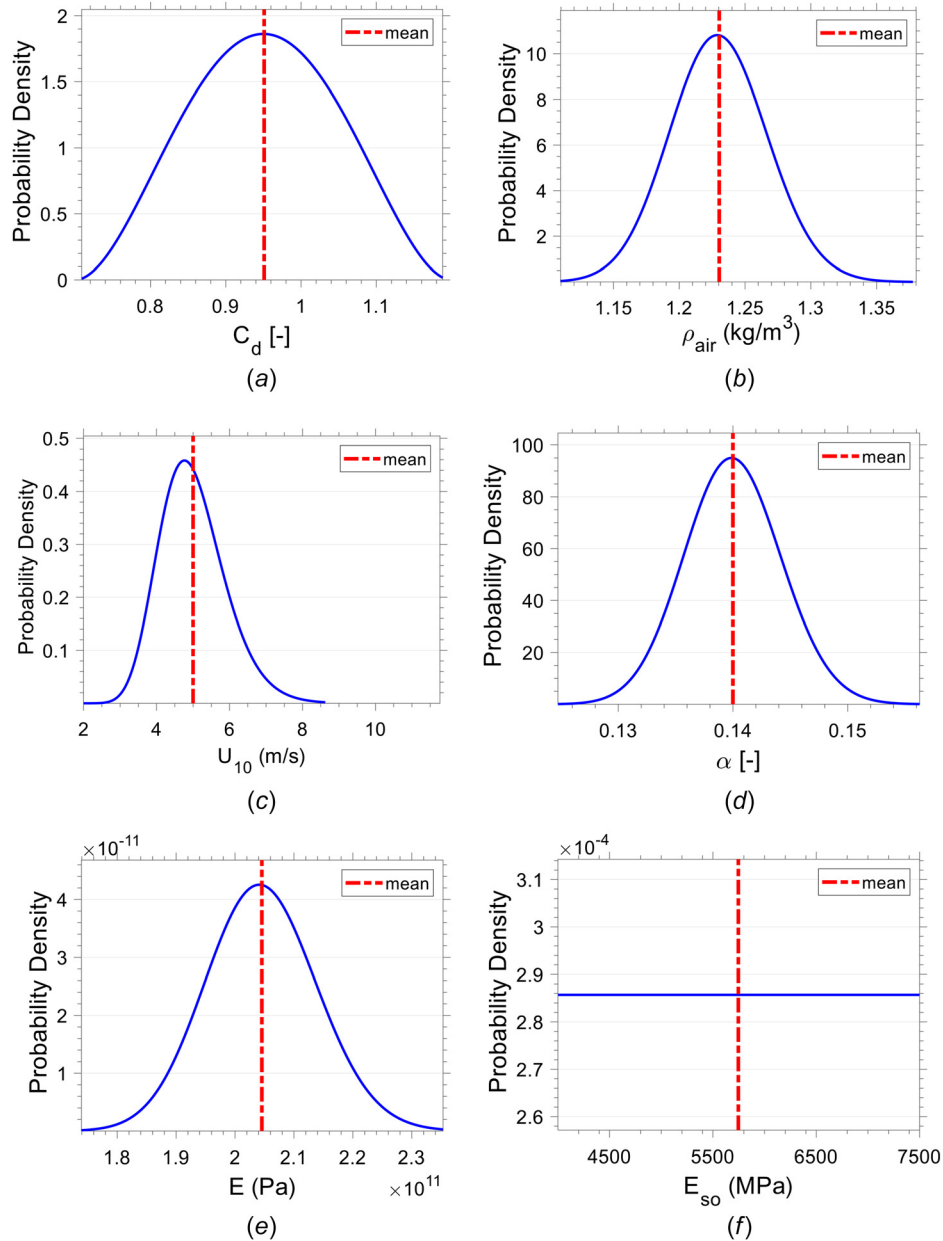 2
1.5
1
0.5
0
Probability Density
mean
0.8 0.9 1 1.1
C_d [-]
(a)
10
8
6
4
2
Probability Density
mean
1.15 1.2 1.25 1.3 1.35
ρ_air (kg/m^3)
(b)
0.5
0.4
0.3
0.2
0.1
Probability Density
mean
2 4 6 8 10
U_10 (m/s)
(c)
100
80
60
40
20
Probability Density
mean
0.13 0.14 0.15
α [-]
(d)
×10^-11
4
3
2
1
Probability Density
mean
1.8 1.9 2 2.1 2.2 2.3
E (Pa) ×10^11
(e)
×10^-4
3.1
3
2.9
2.8
2.7
2.6
Probability Density
mean
4500 5500 6500 7500
E_so (MPa)
(f)